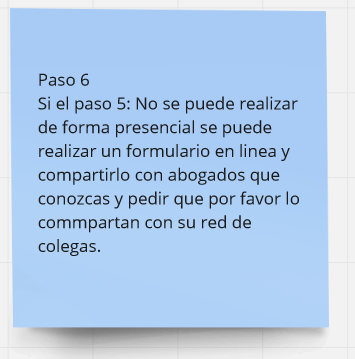 Paso 6
Si el paso 5: No se puede realizar
de forma presencial se puede
realizar un formulario en linea y
compartirlo con abogados que
conozcas y pedir que por favor lo
commpartan con su red de
colegas.